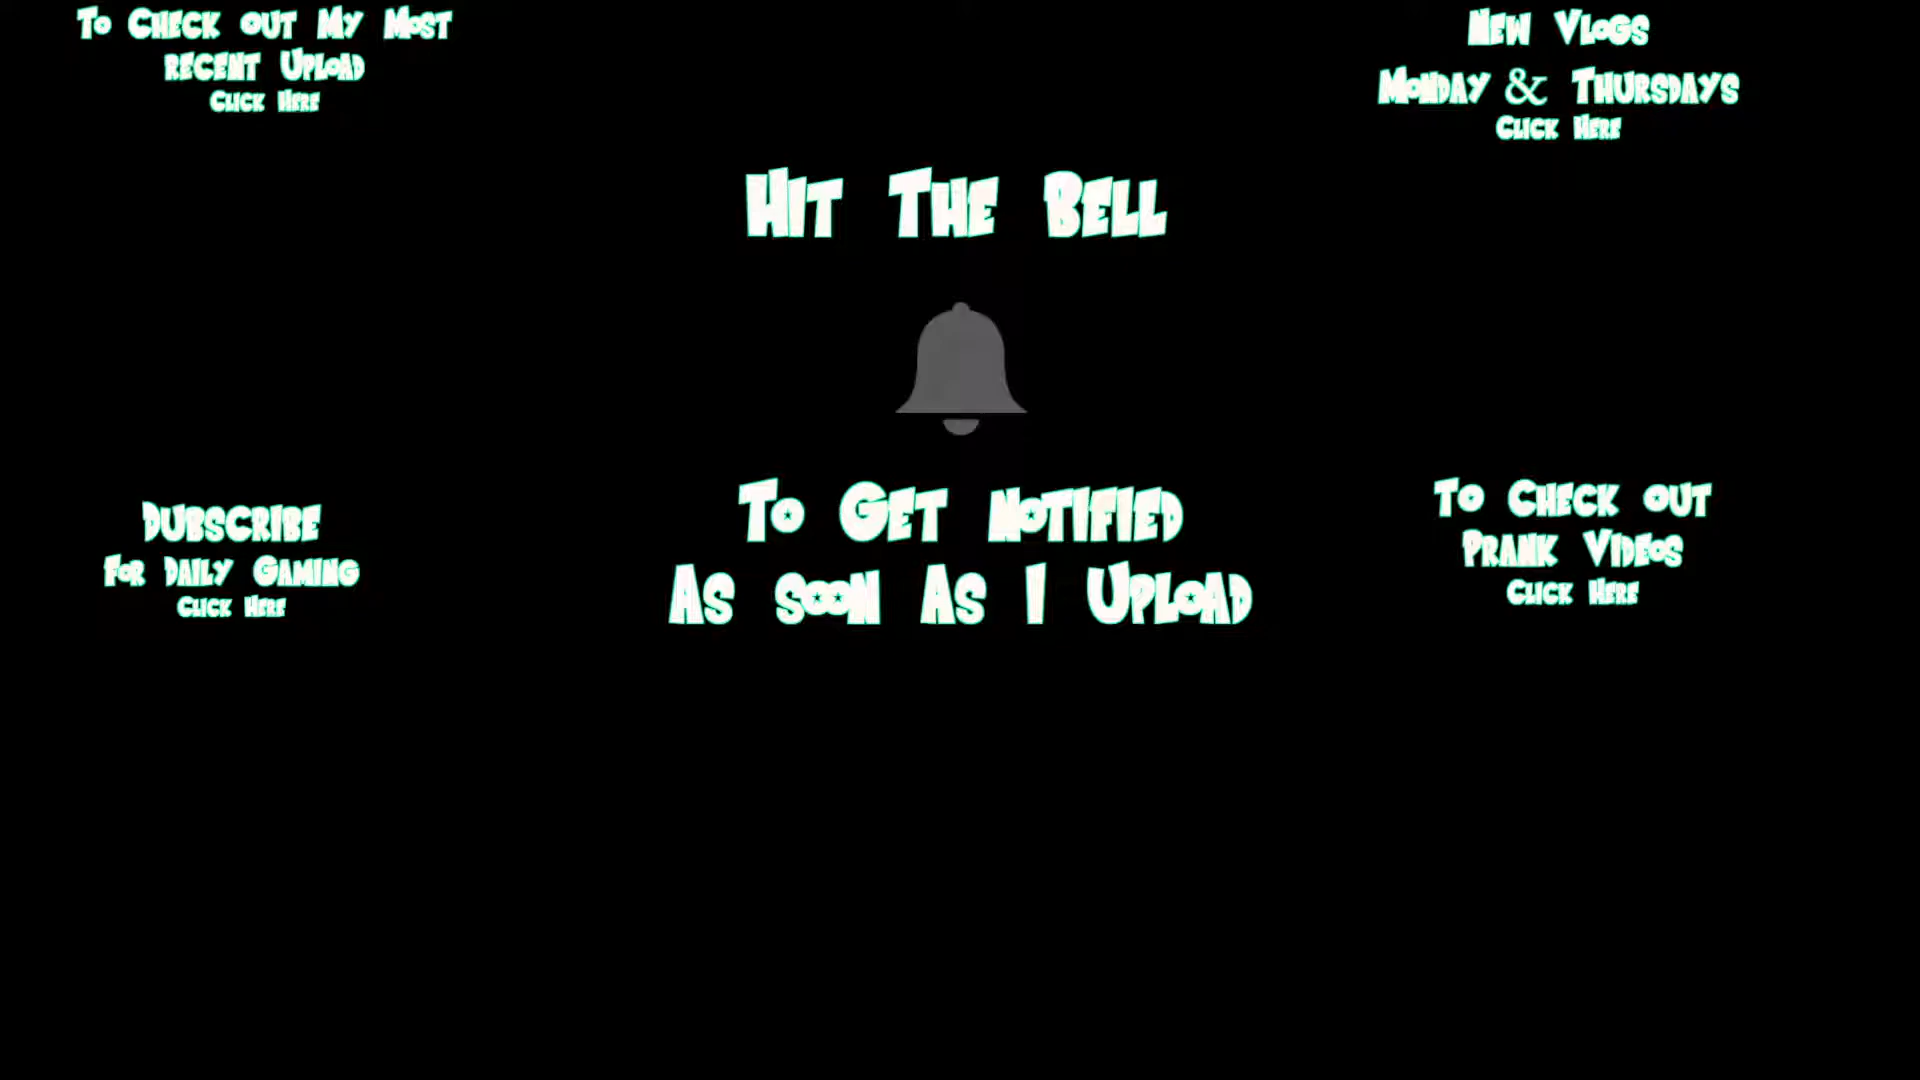 To Check out My Most
recent Upload
Click Here
New Vlogs
Monday & Thursdays
Click Here
Hit The Bell
To Get notified
As soon As I Upload
Dubscribe
for daily Gaming
Click Here
To Check out
Prank Videos
Click Here